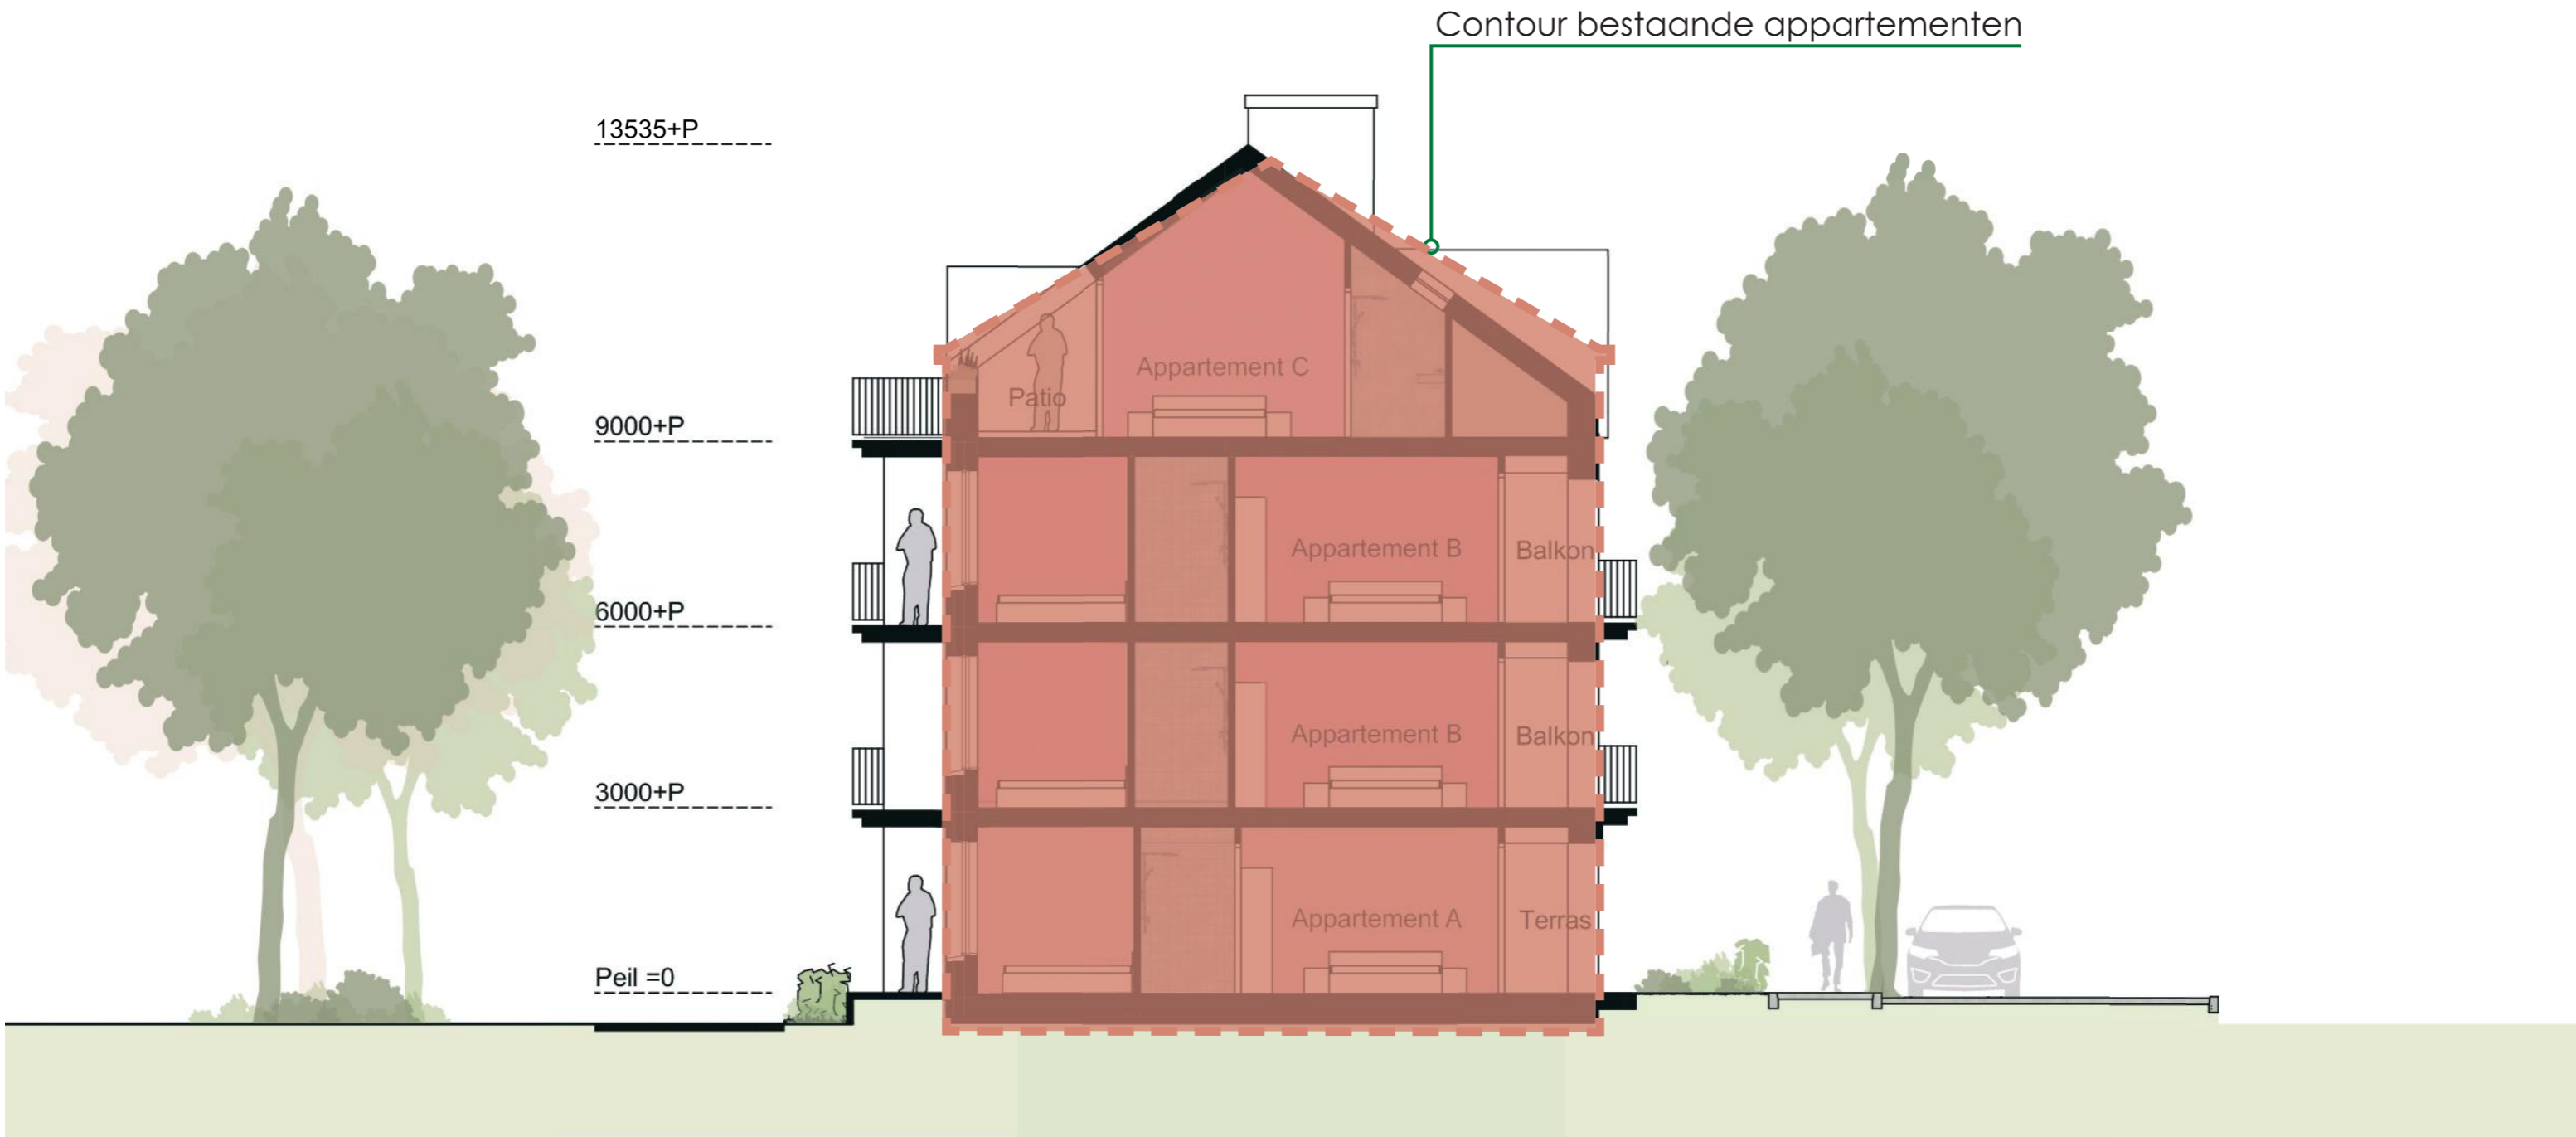 Contour bestaande appartementen
13535+P
9000+P
6000+P
3000+P
Peil =0
Appartement C
Patio
Appartement B
Balkon
Appartement B
Balkon
Appartement A
Terras